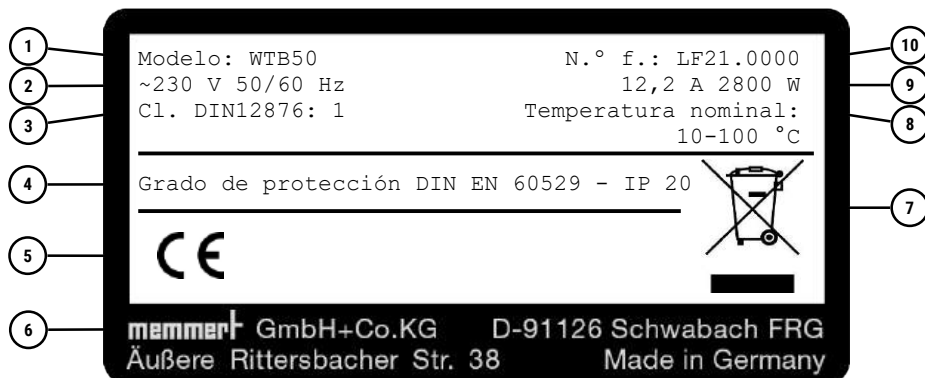 1
Modelo: WTB50
N.º f.: LF21.0000
10
2
~230 V 50/60 Hz
12,2 A 2800 W
9
3
Cl. DIN12876: 1
Temperatura nominal:
8
10-100 °C
4
Grado de protección DIN EN 60529 - IP 20
7
5
CE
6
memmert GmbH+Co.KG D-91126 Schwabach FRG
Äußere Rittersbacher Str. 38 Made in Germany